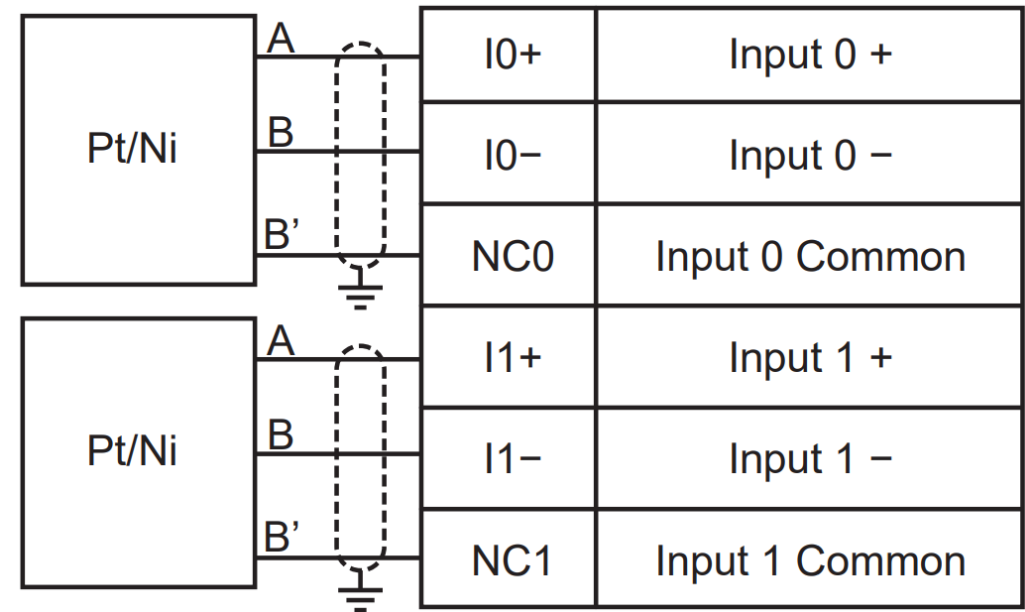 A
I0+ Input 0 +
Pt/Ni
B
I0− Input 0 −
B’
NC0 Input 0 Common
A
I1+ Input 1 +
Pt/Ni
B
I1− Input 1 −
B’
NC1 Input 1 Common